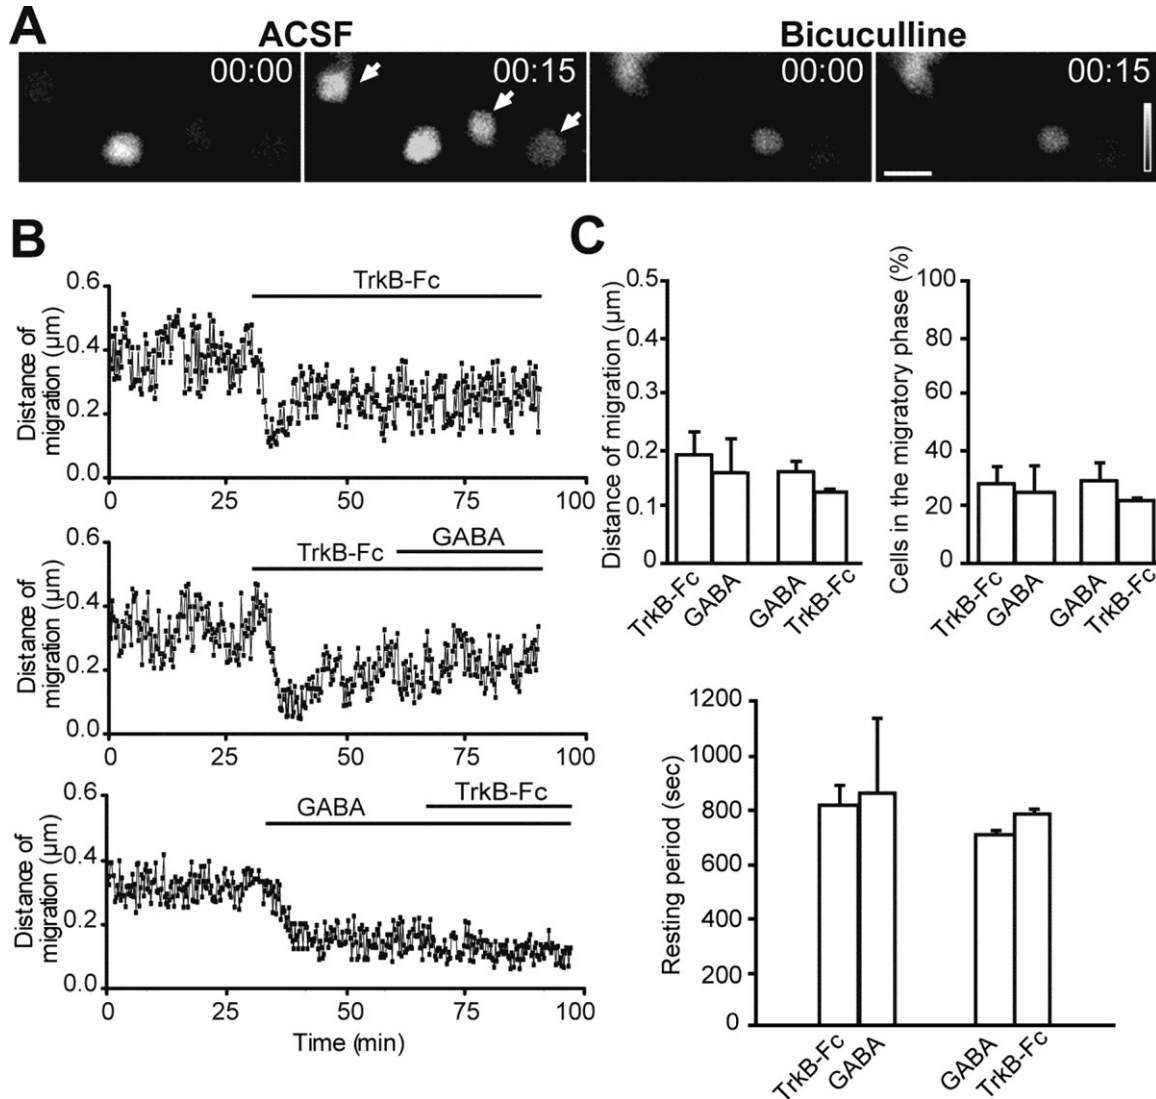 A
ACSF
Bicuculline
00:00
00:15
00:00
00:15
B
TrkB-Fc
Distance of
migration (µm)
0.6
0.4
0.2
0.0
0
25
50
75
100
GABA
TrkB-Fc
Distance of
migration (µm)
0.6
0.4
0.2
0.0
0
25
50
75
100
TrkB-Fc
GABA
Distance of
migration (µm)
0.6
0.4
0.2
0.0
0
25
50
75
100
Time (min)
C
Distance of migration (µm)
0.5
0.4
0.3
0.2
0.1
0
TrkB-Fc
GABA
GABA
TrkB-Fc
Cells in the migratory phase (%)
100
80
60
40
20
0
TrkB-Fc
GABA
GABA
TrkB-Fc
Resting period (sec)
1200
1000
800
600
400
200
0
TrkB-Fc
GABA
GABA
TrkB-Fc